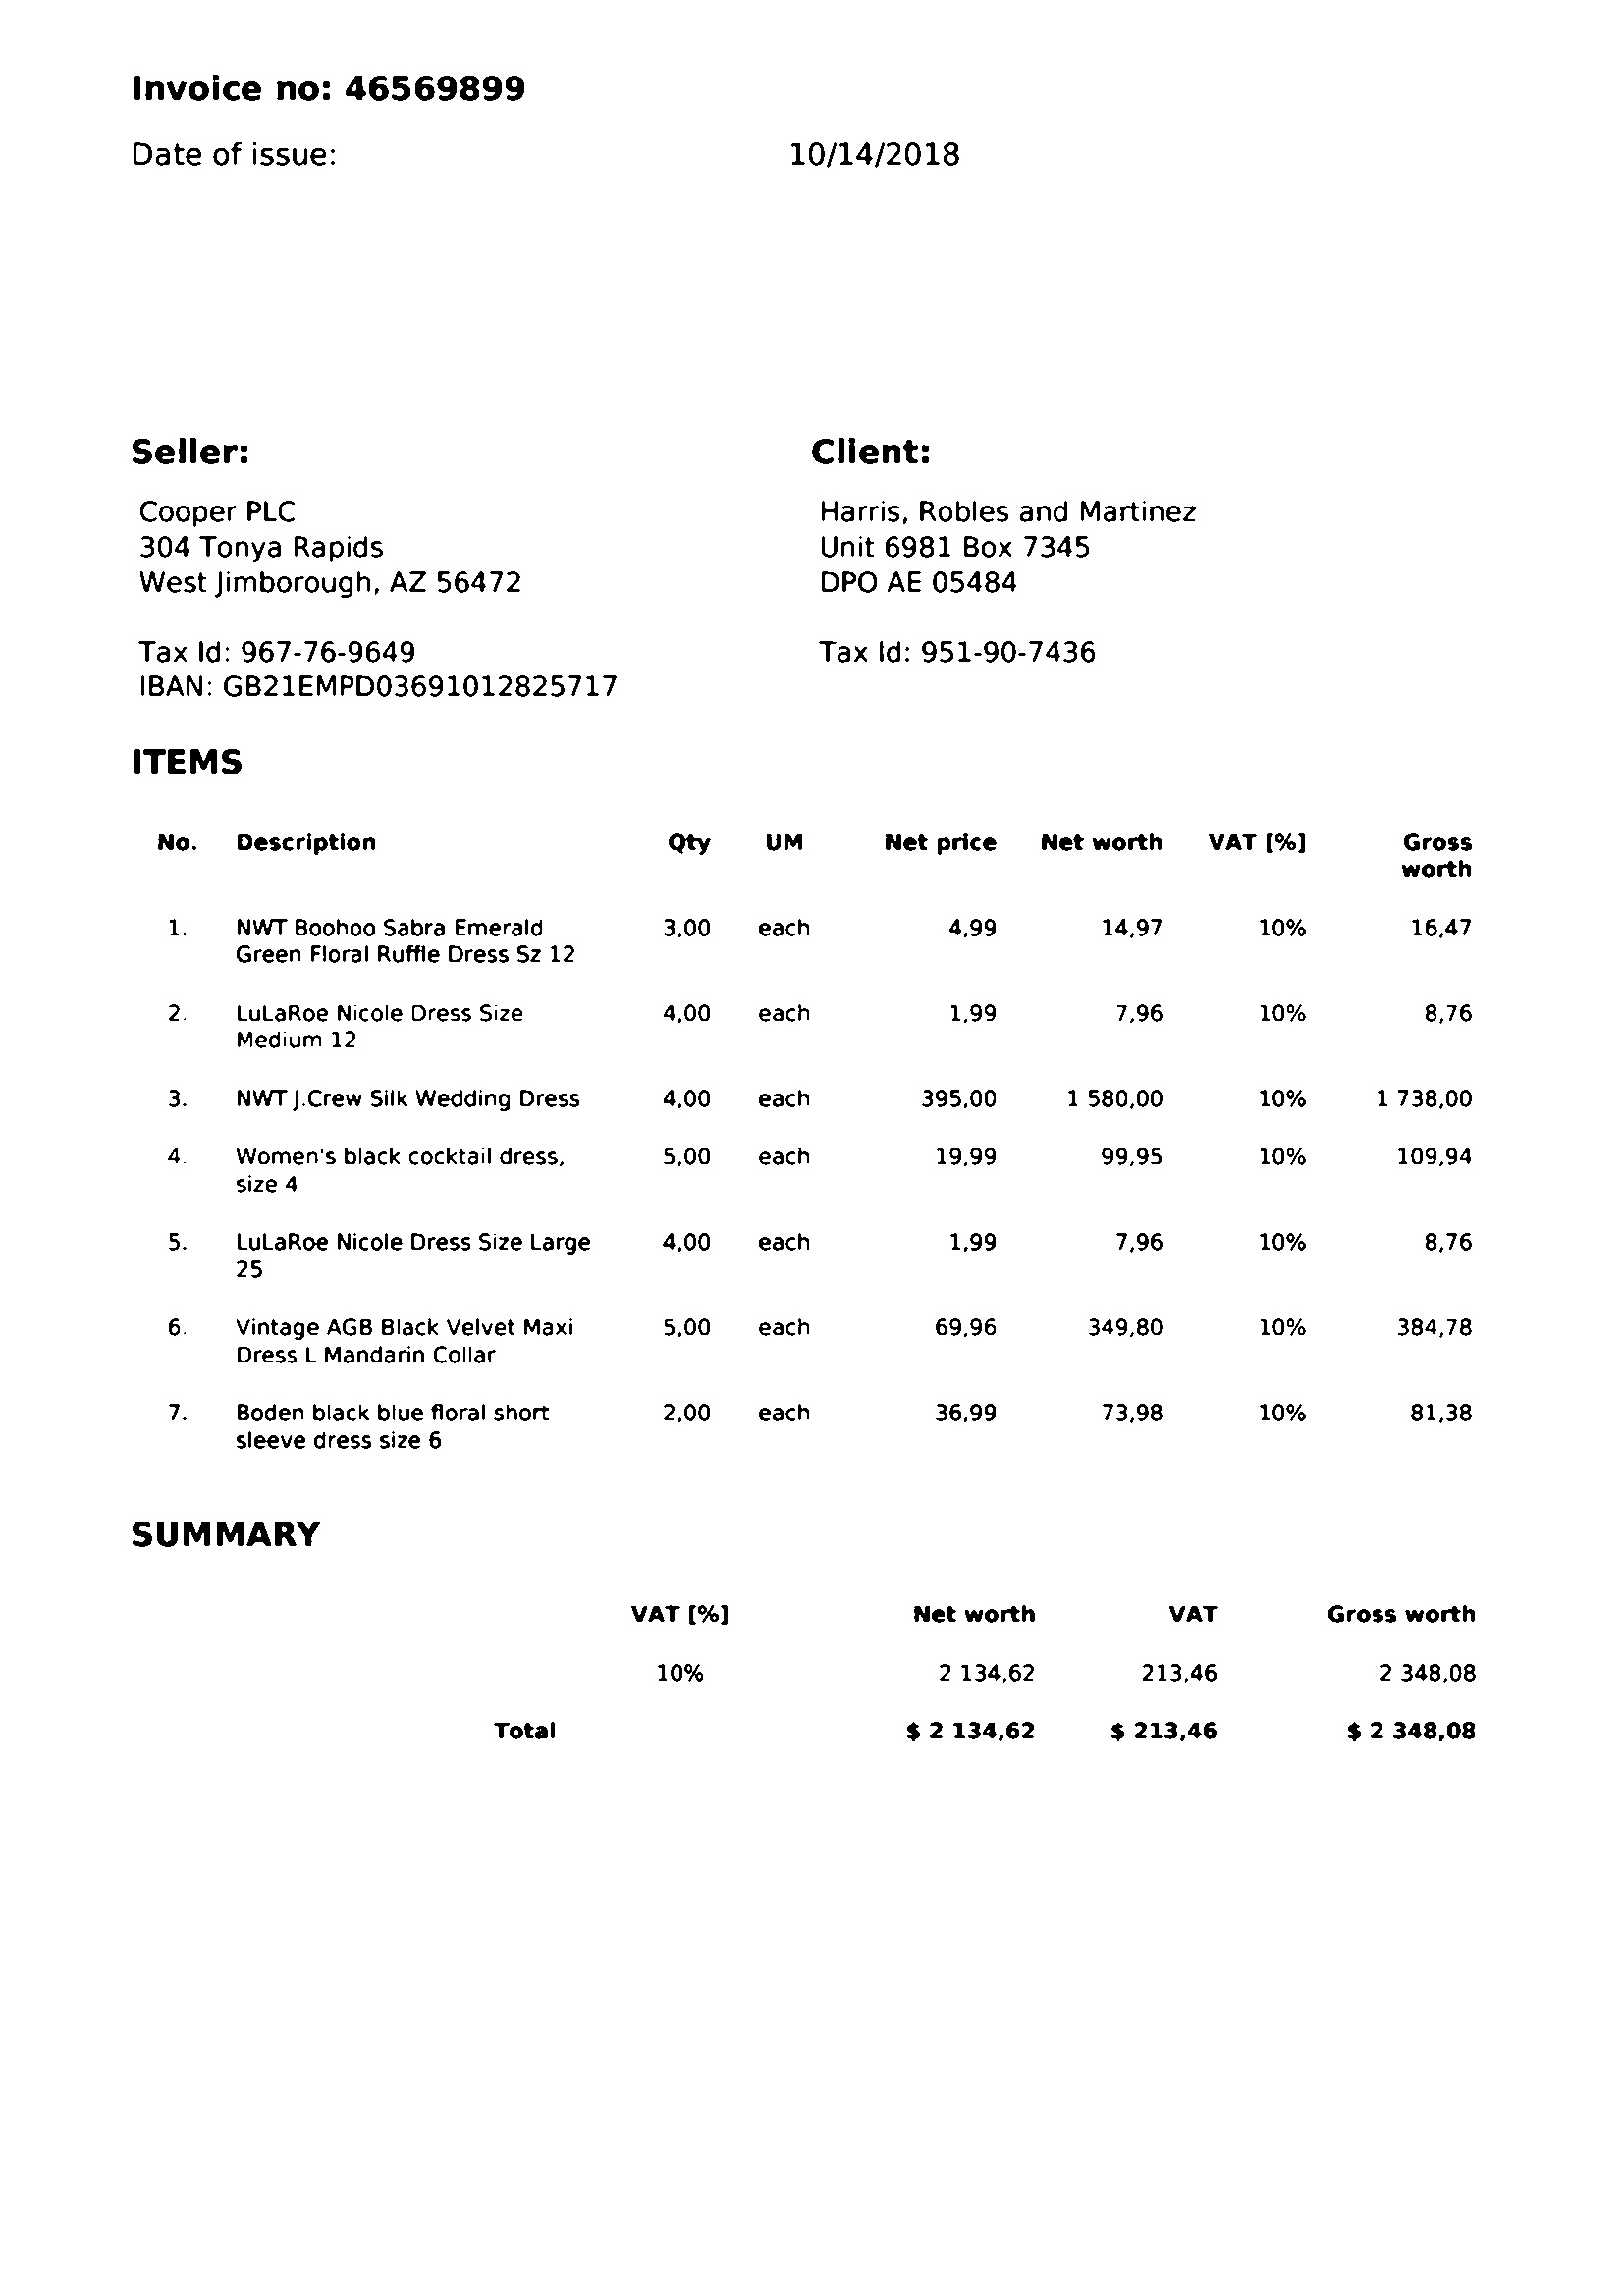 Invoice no: 46569899
Date of issue: 10/14/2018
Seller: Client:
Cooper PLC Harris, Robles and Martinez
304 Tonya Rapids Unit 6981 Box 7345
West Jimborough, AZ 56472 DPO AE 05484
Tax Id: 967-76-9649 Tax Id: 951-90-7436
IBAN: GB21EMPD03691012825717
ITEMS
No. Description Qty UM Net price Net worth VAT [%] Gross
worth
1. NWT Boohoo Sabra Emerald 3,00 each 4,99 14,97 10% 16,47
Green Floral Ruffle Dress Sz 12
2. LuLaRoe Nicole Dress Size 4,00 each 1,99 7,96 10% 8,76
Medium 12
3. NWT J.Crew Silk Wedding Dress 4,00 each 395,00 1 580,00 10% 1 738,00
4. Women's black cocktail dress, 5,00 each 19,99 99,95 10% 109,94
size 4
5. LuLaRoe Nicole Dress Size Large 4,00 each 1,99 7,96 10% 8,76
25
6. Vintage AGB Black Velvet Maxi 5,00 each 69,96 349,80 10% 384,78
Dress L Mandarin Collar
7. Boden black blue floral short 2,00 each 36,99 73,98 10% 81,38
sleeve dress size 6
SUMMARY
VAT [%] Net worth VAT Gross worth
10% 2 134,62 213,46 2 348,08
Total $ 2 134,62 $ 213,46 $ 2 348,08